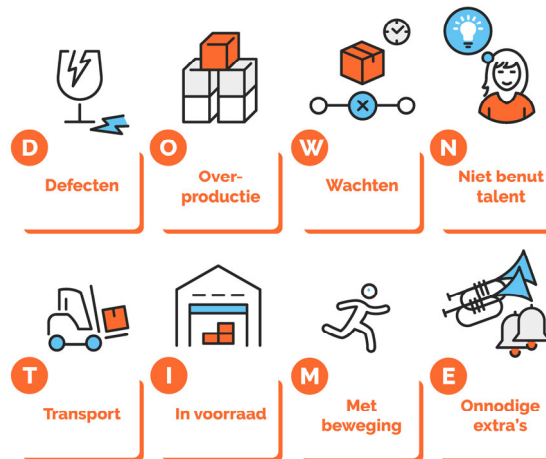 D
Defecten
O
Over-
productie
W
Wachten
N
Niet benut
talent
T
Transport
I
In voorraad
M
Met
beweging
E
Onnodige
extra's